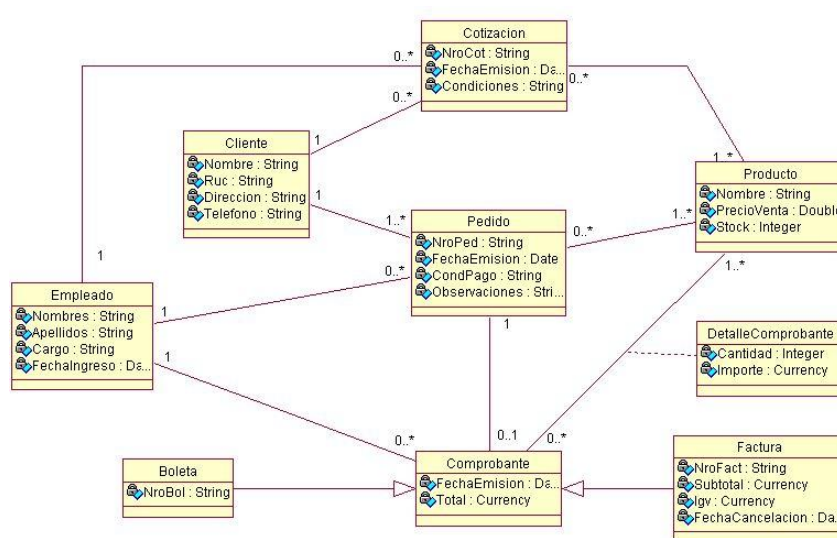 Cotizacion
NroCot : String
FechaEmision : Da...
Condiciones : String
0..*
0..*
0..*
Cliente
Nombre : String
Ruc : String
Direccion : String
Telefono : String
1
1
1..*
Producto
Nombre : String
PrecioVenta : Double
Stock : Integer
1..*
1..*
1..*
Pedido
NroPed : String
FechaEmision : Date
CondPago : String
Observaciones : Stri...
0..*
0..*
1
0..1
Empleado
Nombres : String
Apellidos : String
Cargo : String
FechaIngreso : Da...
1
1
1
DetalleComprobante
Cantidad : Integer
Importe : Currency
0..*
0..*
Boleta
NroBol : String
Comprobante
FechaEmision : Da...
Total : Currency
Factura
NroFact : String
Subtotal : Currency
Igv : Currency
FechaCancelacion : Da...